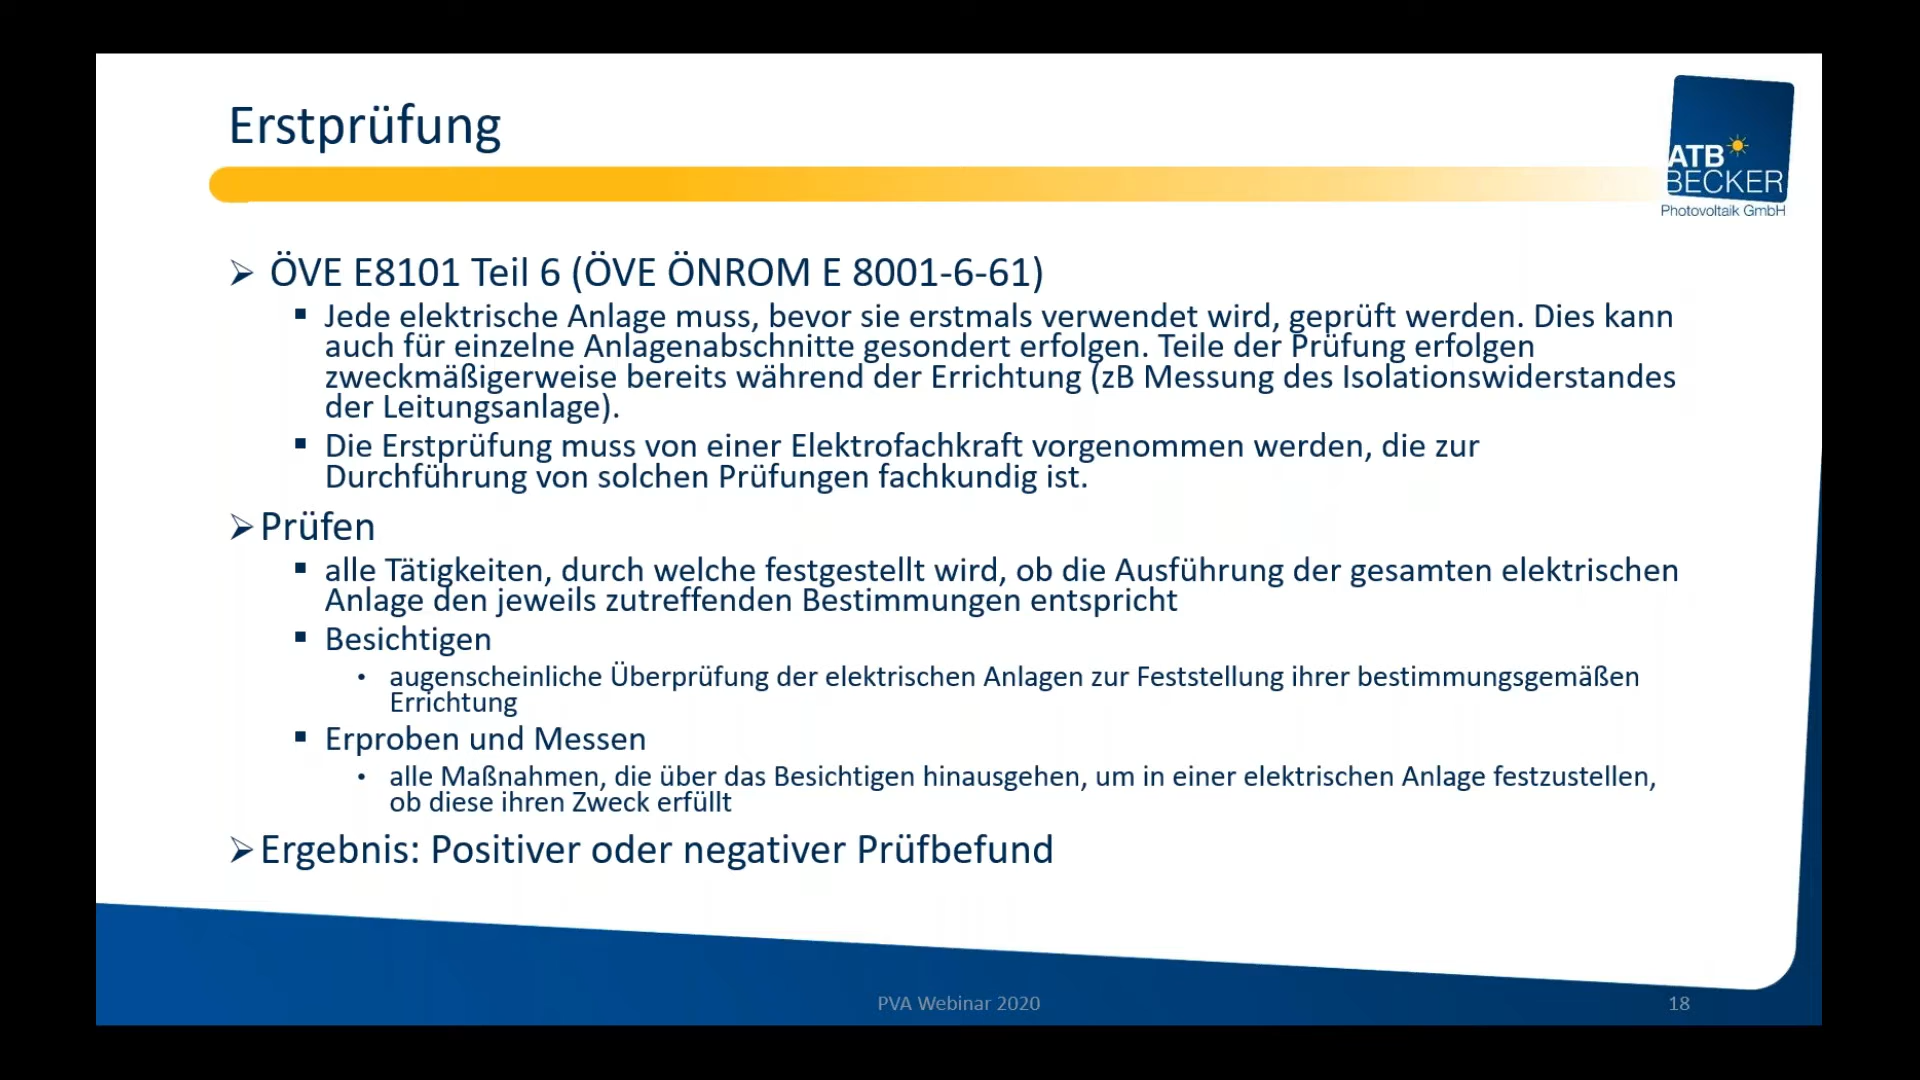 Erstprüfung
ATB
BECKER
Photovoltaik GmbH
➢ ÖVE E8101 Teil 6 (ÖVE ÖNROM E 8001-6-61)
▪ Jede elektrische Anlage muss, bevor sie erstmals verwendet wird, geprüft werden. Dies kann
auch für einzelne Anlagenabschnitte gesondert erfolgen. Teile der Prüfung erfolgen
zweckmäßigerweise bereits während der Errichtung (zB Messung des Isolationswiderstandes
der Leitungsanlage).
▪ Die Erstprüfung muss von einer Elektrofachkraft vorgenommen werden, die zur
Durchführung von solchen Prüfungen fachkundig ist.
➢ Prüfen
▪ alle Tätigkeiten, durch welche festgestellt wird, ob die Ausführung der gesamten elektrischen
Anlage den jeweils zutreffenden Bestimmungen entspricht
▪ Besichtigen
• augenscheinliche Überprüfung der elektrischen Anlagen zur Feststellung ihrer bestimmungsgemäßen
Errichtung
▪ Erproben und Messen
• alle Maßnahmen, die über das Besichtigen hinausgehen, um in einer elektrischen Anlage festzustellen,
ob diese ihren Zweck erfüllt
➢ Ergebnis: Positiver oder negativer Prüfbefund
PVA Webinar 2020
18